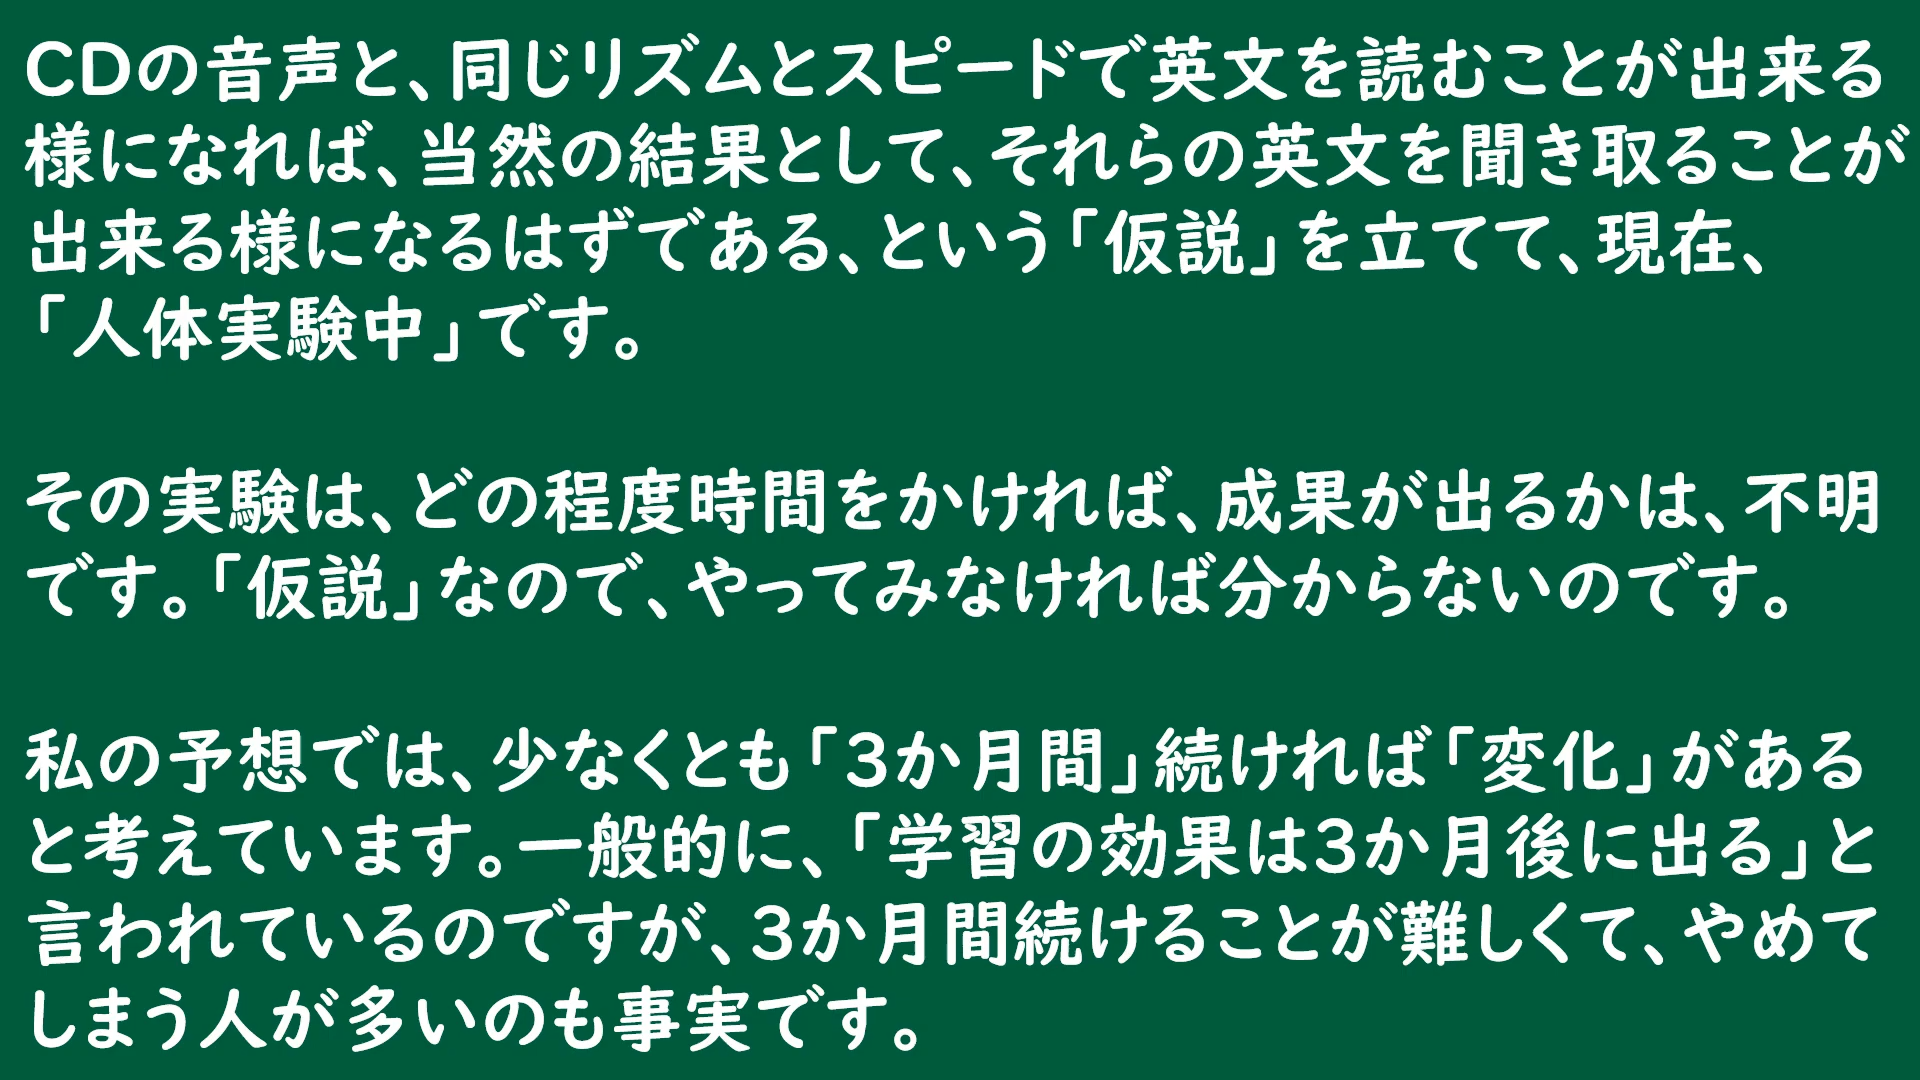 CDの音声と、同じリズムとスピードで英文を読むことが出来る
様になれば、当然の結果として、それらの英文を聞き取ることが
出来る様になるはずである、という「仮説」を立てて、現在、
「人体実験中」です。
その実験は、どの程度時間をかければ、成果が出るかは、不明
です。「仮説」なので、やってみなければ分からないのです。
私の予想では、少なくとも「3か月間」続ければ「変化」がある
と考えています。一般的に、「学習の効果は3か月後に出る」と
言われているのですが、3か月間続けることが難しくて、やめて
しまう人が多いのも事実です。